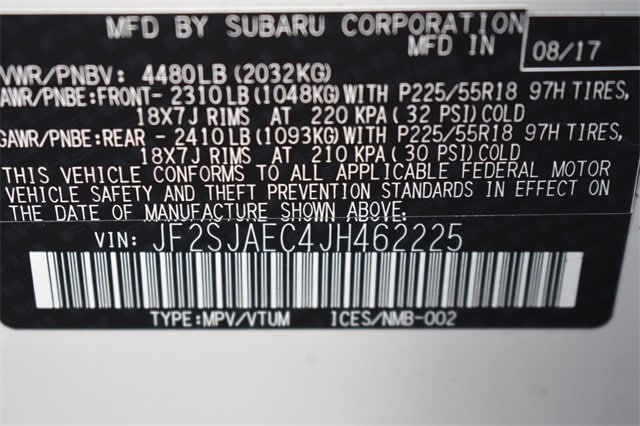 MFD BY SUBARU CORPORATION
MFD IN 08/17
VWR/PNBV: 4480LB(2032KG)
AWR/PNBE:FRONT- 2310LB(1048KG)WITH P225/55R18 97H TIRES,
18X7J RIMS AT 220 KPA( 32 PSI)COLD
GAWR/PNBE:REAR - 2410LB(1093KG)WITH P225/55R18 97H TIRES,
18X7J RIMS AT 210 KPA( 30 PSI)COLD
THIS VEHICLE CONFORMS TO ALL APPLICABLE FEDERAL MOTOR
VEHICLE SAFETY AND THEFT PREVENTION STANDARDS IN EFFECT ON
THE DATE OF MANUFACTURE SHOWN ABOVE.
VIN: JF2SJAEC4JH462225
TYPE:MPV/VTUM ICES/NMB-002